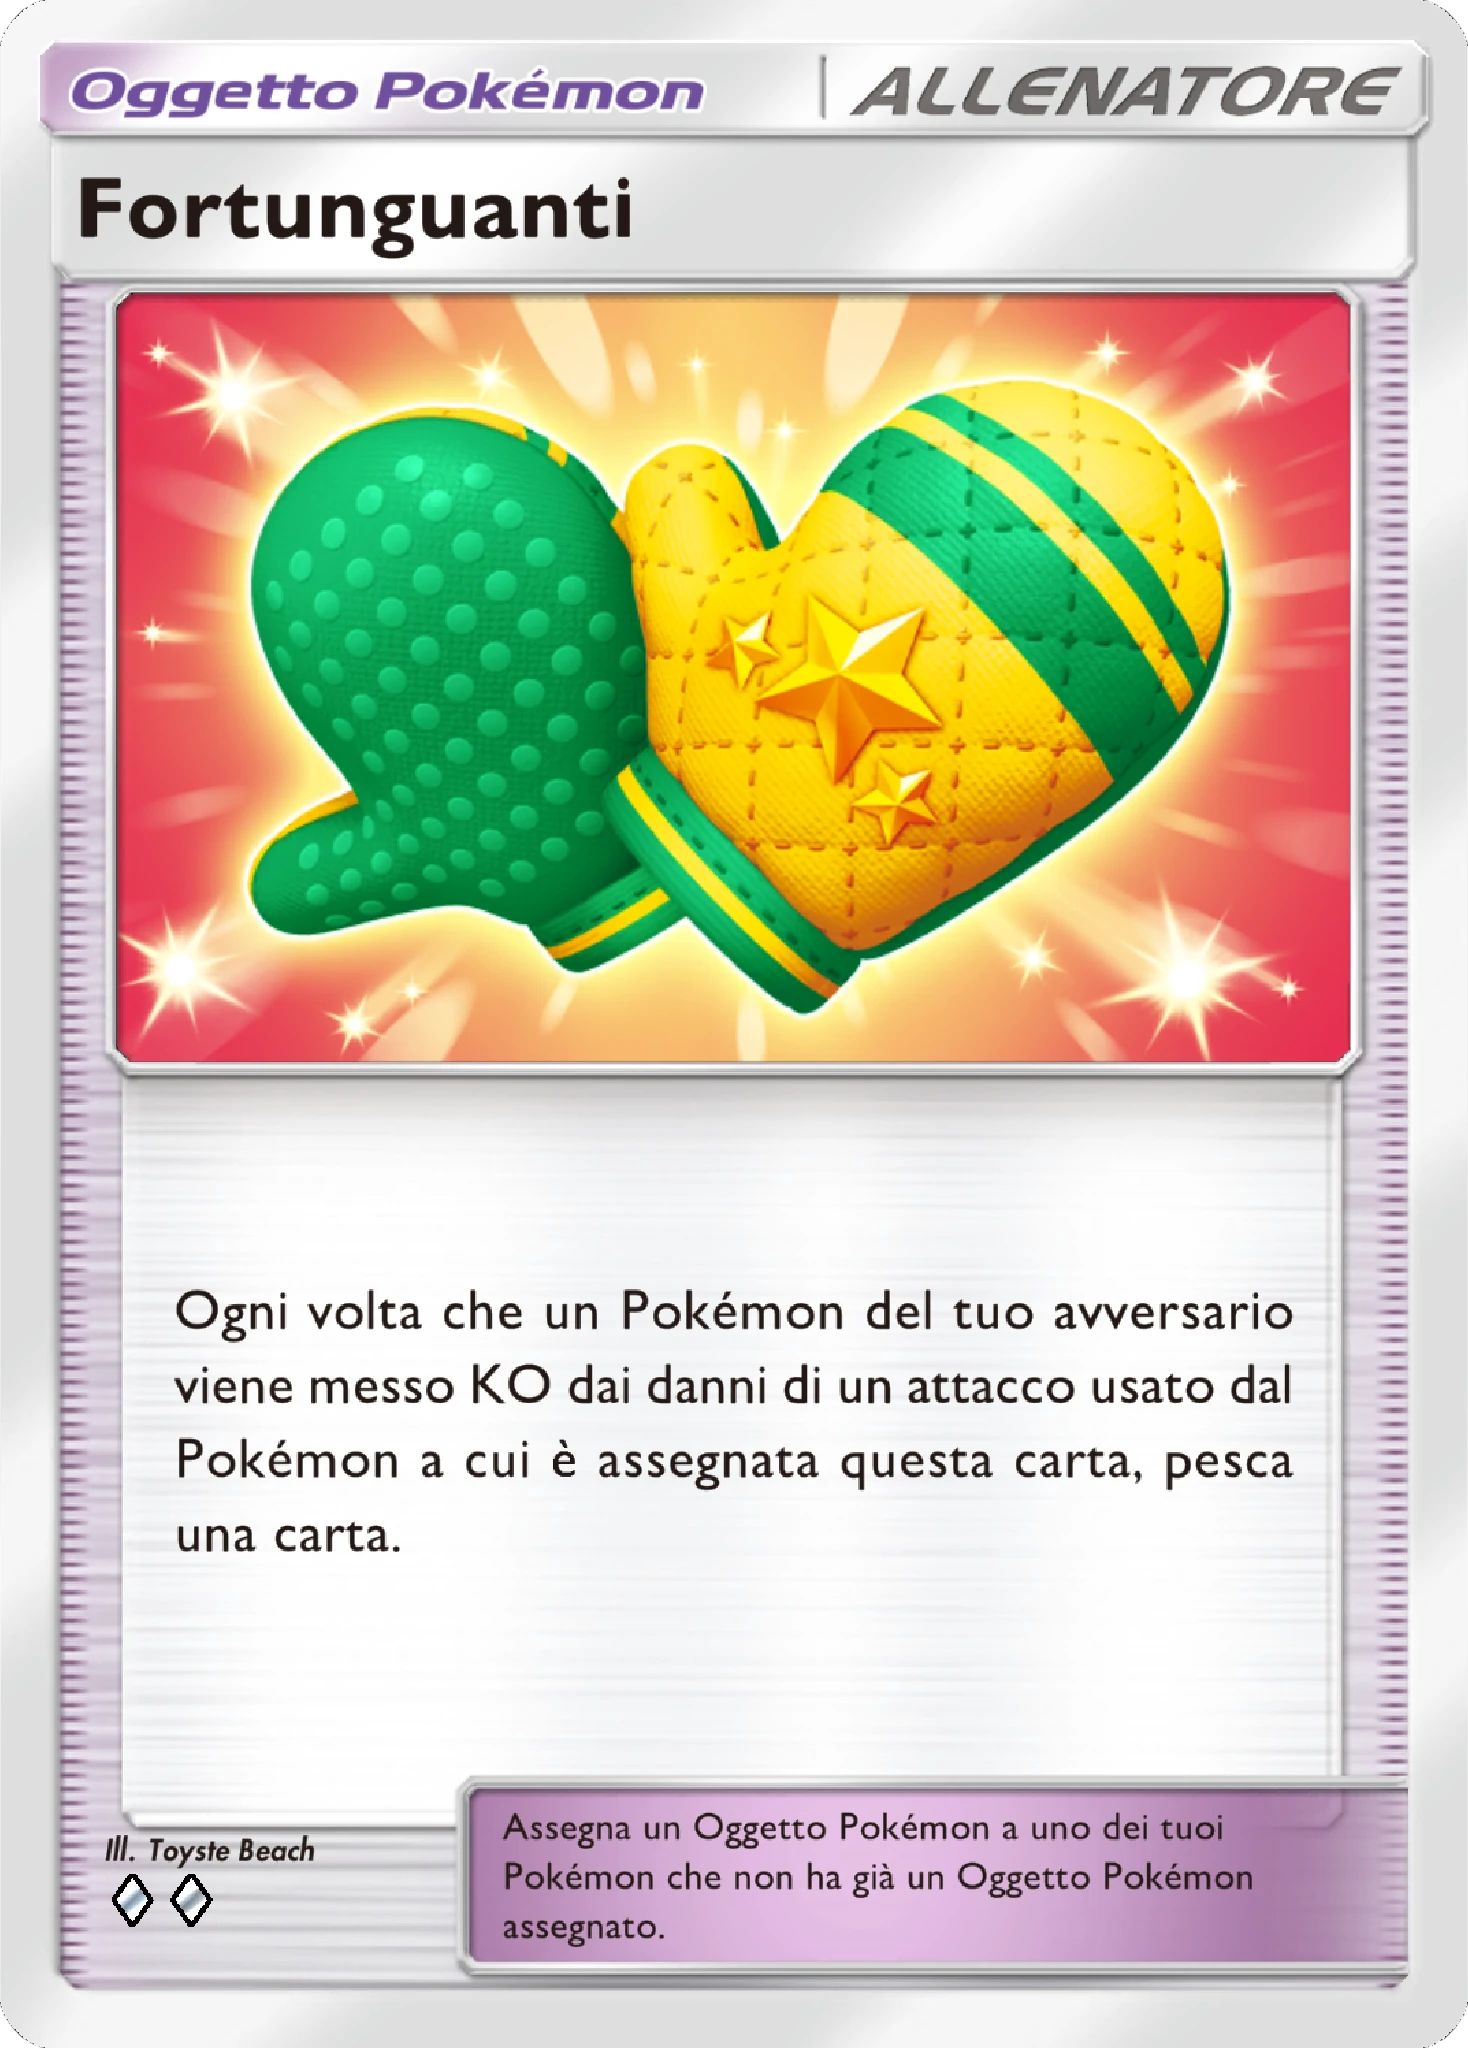 Oggetto Pokémon
ALLENATORE
Fortunguanti
Ogni volta che un Pokémon del tuo avversario
viene messo KO dai danni di un attacco usato dal
Pokémon a cui è assegnata questa carta, pesca
una carta.
Ill. Toyste Beach
Assegna un Oggetto Pokémon a uno dei tuoi
Pokémon che non ha già un Oggetto Pokémon
assegnato.